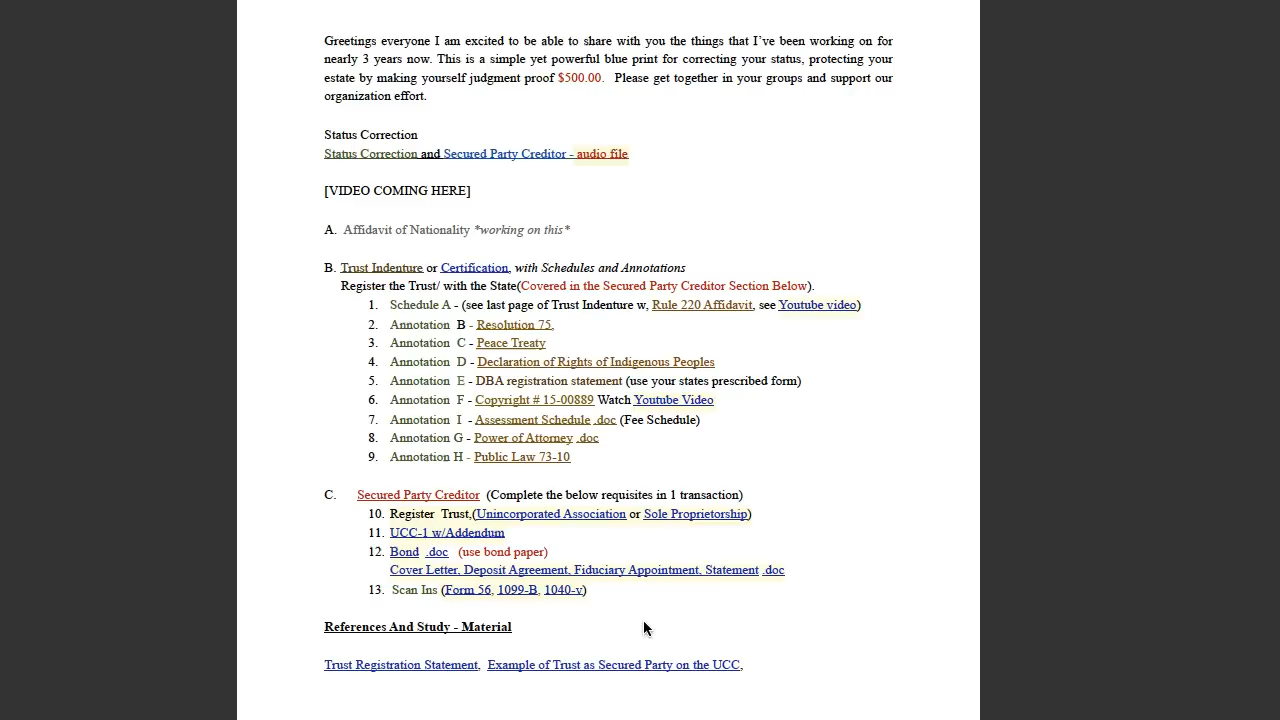 Greetings everyone I am excited to be able to share with you the things that I've been working on for
nearly 3 years now. This is a simple yet powerful blue print for correcting your status, protecting your
estate by making yourself judgment proof $500.00.  Please get together in your groups and support our
organization effort.
Status Correction
Status Correction and Secured Party Creditor - audio file
[VIDEO COMING HERE]
A.  Affidavit of Nationality *working on this*
B. Trust Indenture or Certification, with Schedules and Annotations
Register the Trust/ with the State(Covered in the Secured Party Creditor Section Below).
1. Schedule A - (see last page of Trust Indenture w, Rule 220 Affidavit, see Youtube video)
2. Annotation  B - Resolution 75,
3. Annotation  C - Peace Treaty
4. Annotation  D - Declaration of Rights of Indigenous Peoples
5. Annotation  E - DBA registration statement (use your states prescribed form)
6. Annotation  F - Copyright # 15-00889 Watch Youtube Video
7. Annotation  I  - Assessment Schedule .doc (Fee Schedule)
8. Annotation G - Power of Attorney .doc
9. Annotation H - Public Law 73-10
C. Secured Party Creditor  (Complete the below requisites in 1 transaction)
10. Register  Trust,(Unincorporated Association or Sole Proprietorship)
11. UCC-1 w/Addendum
12. Bond  .doc  (use bond paper)
Cover Letter, Deposit Agreement, Fiduciary Appointment, Statement .doc
13. Scan Ins (Form 56, 1099-B, 1040-v)
References And Study - Material
Trust Registration Statement,  Example of Trust as Secured Party on the UCC,